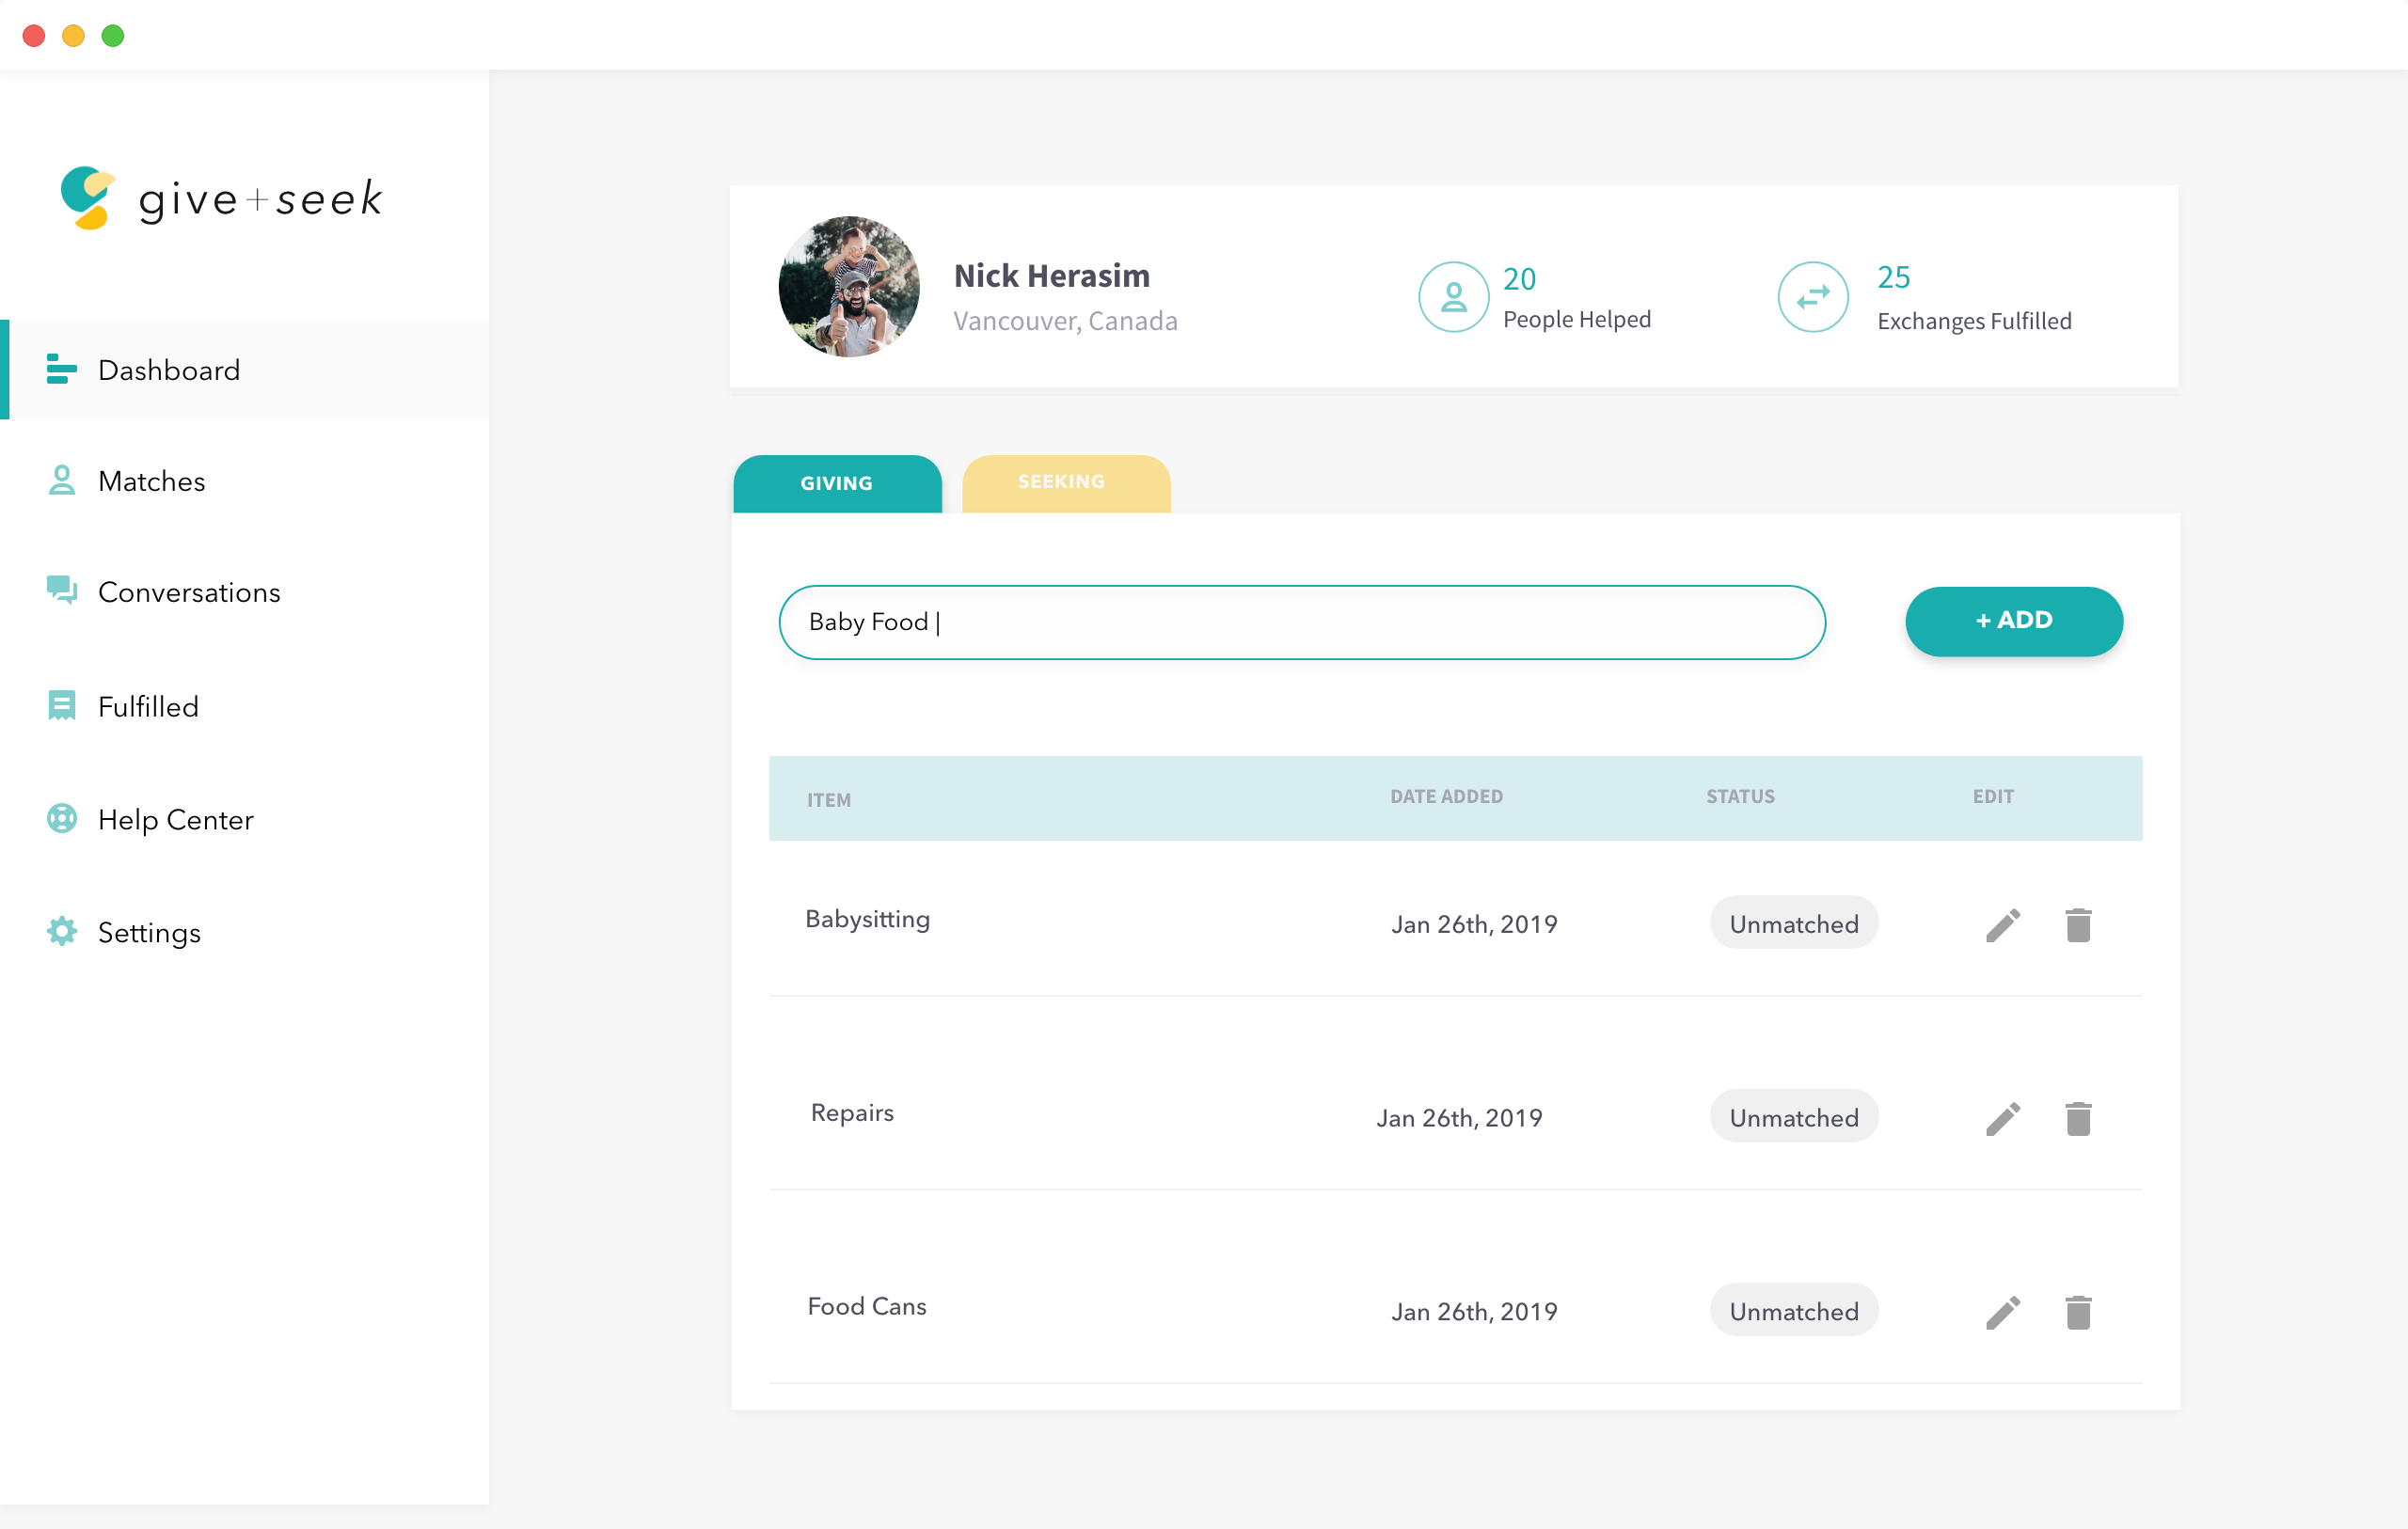 give+seek
Dashboard
Matches
Conversations
Fulfilled
Help Center
Settings
Nick Herasim
Vancouver, Canada
20
People Helped
25
Exchanges Fulfilled
GIVING
SEEKING
Baby Food |
+ ADD
ITEM DATE ADDED STATUS EDIT
Babysitting Jan 26th, 2019 Unmatched
Repairs Jan 26th, 2019 Unmatched
Food Cans Jan 26th, 2019 Unmatched